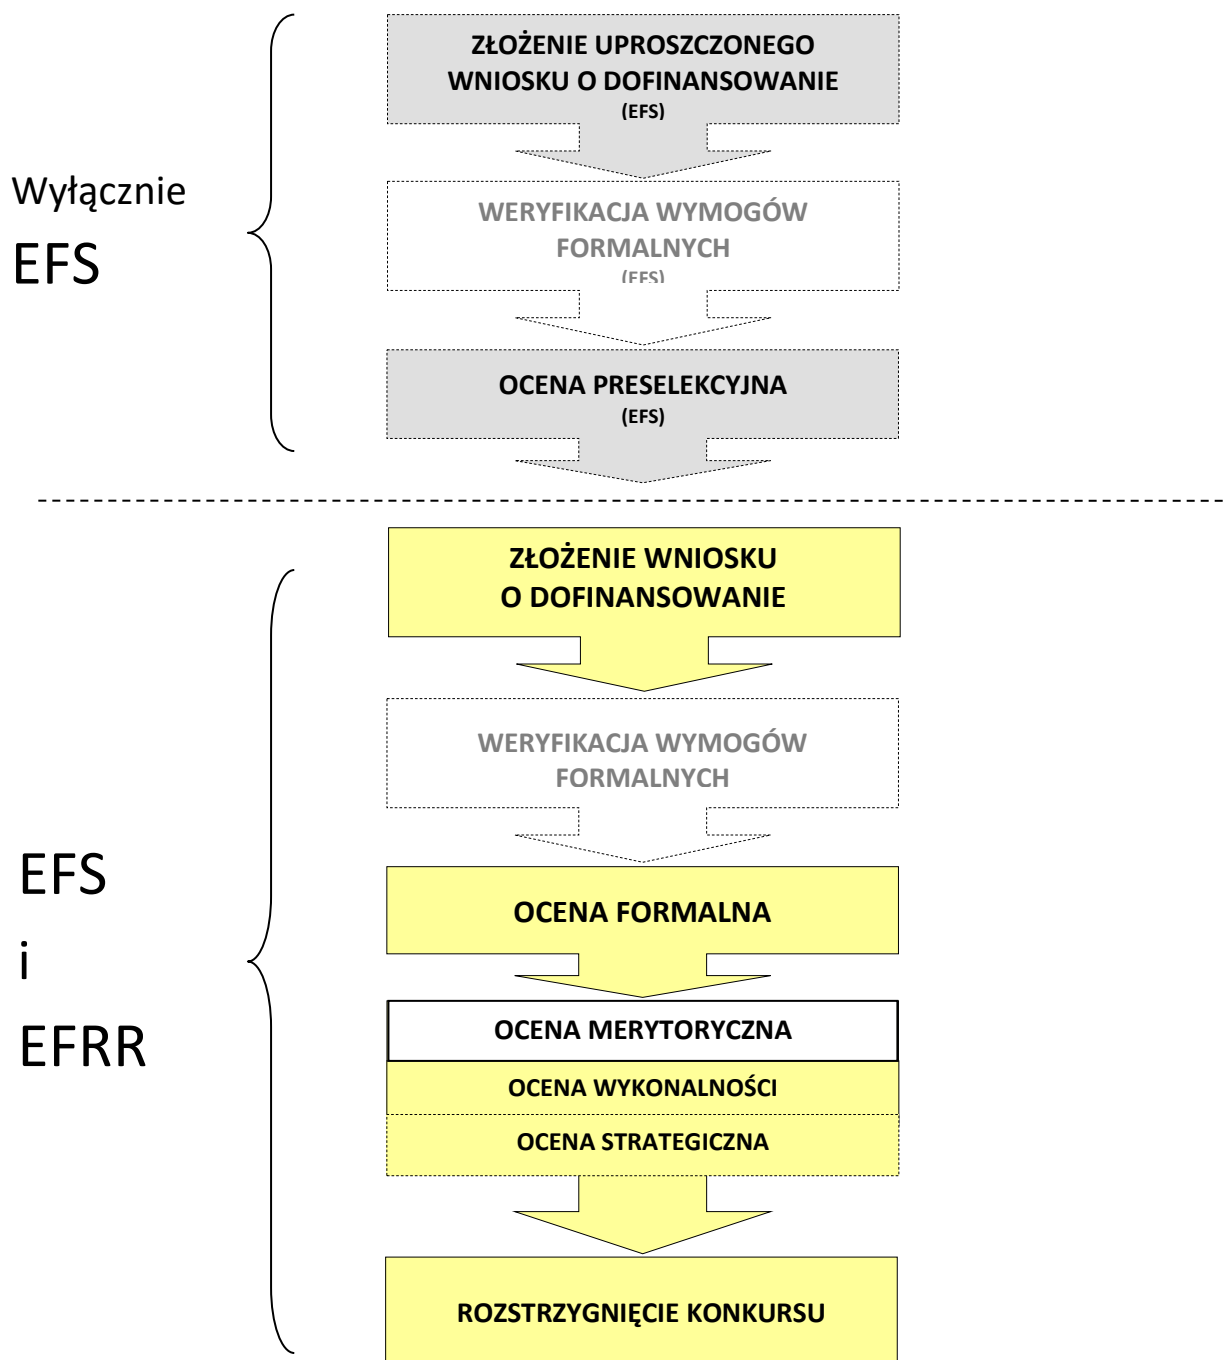 ZŁOŻENIE UPROSZCZONEGO
WNIOSKU O DOFINANSOWANIE
(EFS)
Wyłącznie
EFS
WERYFIKACJA WYMOGÓW
FORMALNYCH
(EFS)
OCENA PRESELEKCYJNA
(EFS)
ZŁOŻENIE WNIOSKU
O DOFINANSOWANIE
WERYFIKACJA WYMOGÓW
FORMALNYCH
EFS
i
EFRR
OCENA FORMALNA
OCENA MERYTORYCZNA
OCENA WYKONALNOŚCI
OCENA STRATEGICZNA
ROZSTRZYGNIĘCIE KONKURSU